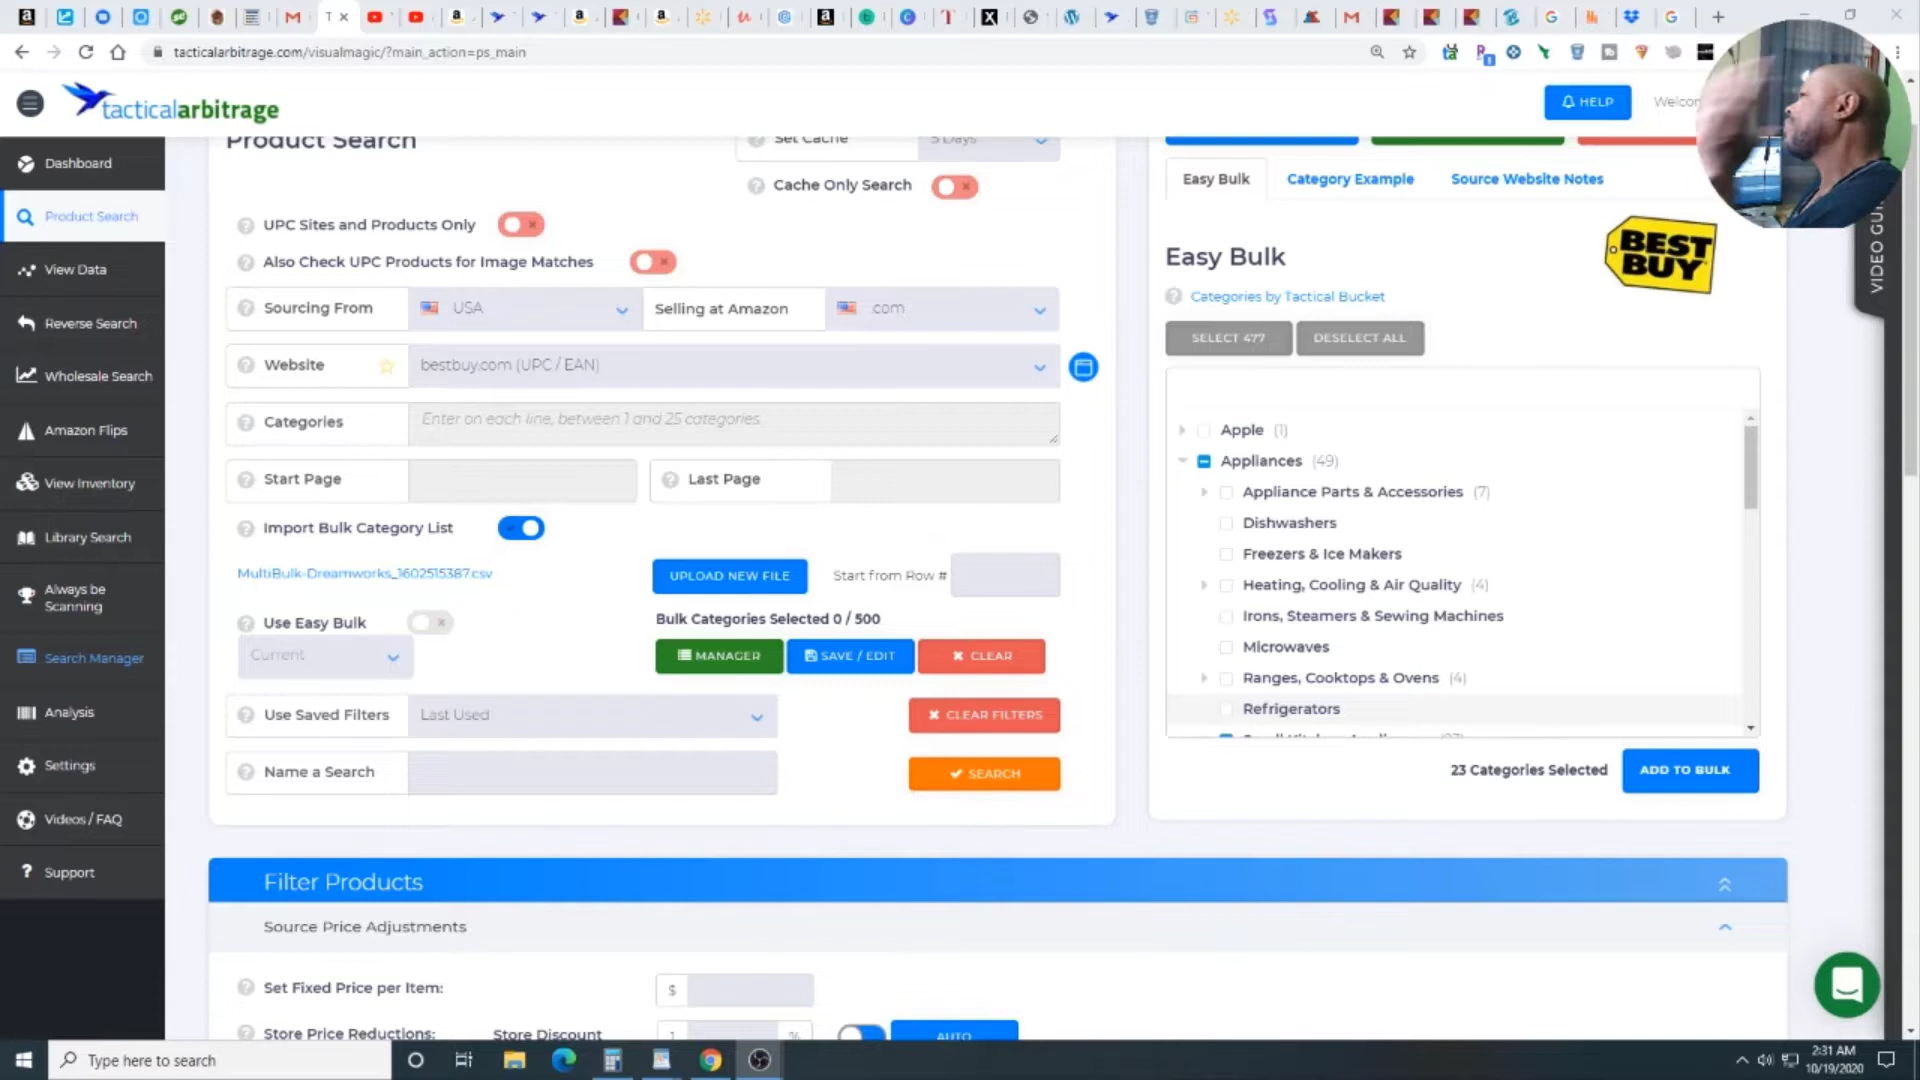 tacticalarbitrage.com/visualmagic/?main_action=ps_main
tacticalarbitrage
HELP
Welcor
Dashboard
Product Search
View Data
Reverse Search
Wholesale Search
Amazon Flips
View Inventory
Library Search
Always be
Scanning
Search Manager
Analysis
Settings
Videos / FAQ
Support
Product Search
Set Cache 5 Days
Cache Only Search
UPC Sites and Products Only
Also Check UPC Products for Image Matches
Sourcing From USA Selling at Amazon .com
Website bestbuy.com (UPC / EAN)
Categories Enter on each line, between 1 and 25 categories
Start Page Last Page
Import Bulk Category List
MultiBulk-Dreamworks_1602515387.csv UPLOAD NEW FILE Start from Row #
Use Easy Bulk Bulk Categories Selected 0 / 500
Current MANAGER SAVE / EDIT CLEAR
Use Saved Filters Last Used CLEAR FILTERS
Name a Search SEARCH
Easy Bulk Category Example Source Website Notes
Easy Bulk
BEST
BUY
Categories by Tactical Bucket
SELECT 477 DESELECT ALL
Apple (1)
Appliances (49)
Appliance Parts & Accessories (7)
Dishwashers
Freezers & Ice Makers
Heating, Cooling & Air Quality (4)
Irons, Steamers & Sewing Machines
Microwaves
Ranges, Cooktops & Ovens (4)
Refrigerators
23 Categories Selected ADD TO BULK
VIDEO GU
Filter Products
Source Price Adjustments
Set Fixed Price per Item: $
Store Price Reductions: Store Discount 1 % AUTO
Type here to search
2:31 AM
10/19/2020